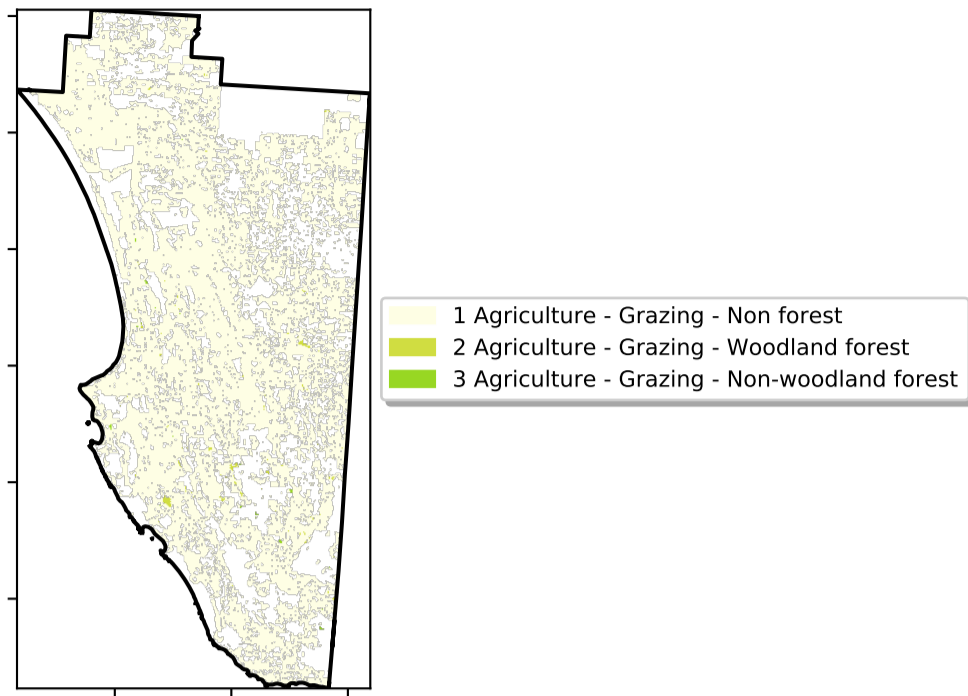 1 Agriculture - Grazing - Non forest
2 Agriculture - Grazing - Woodland forest
3 Agriculture - Grazing - Non-woodland forest